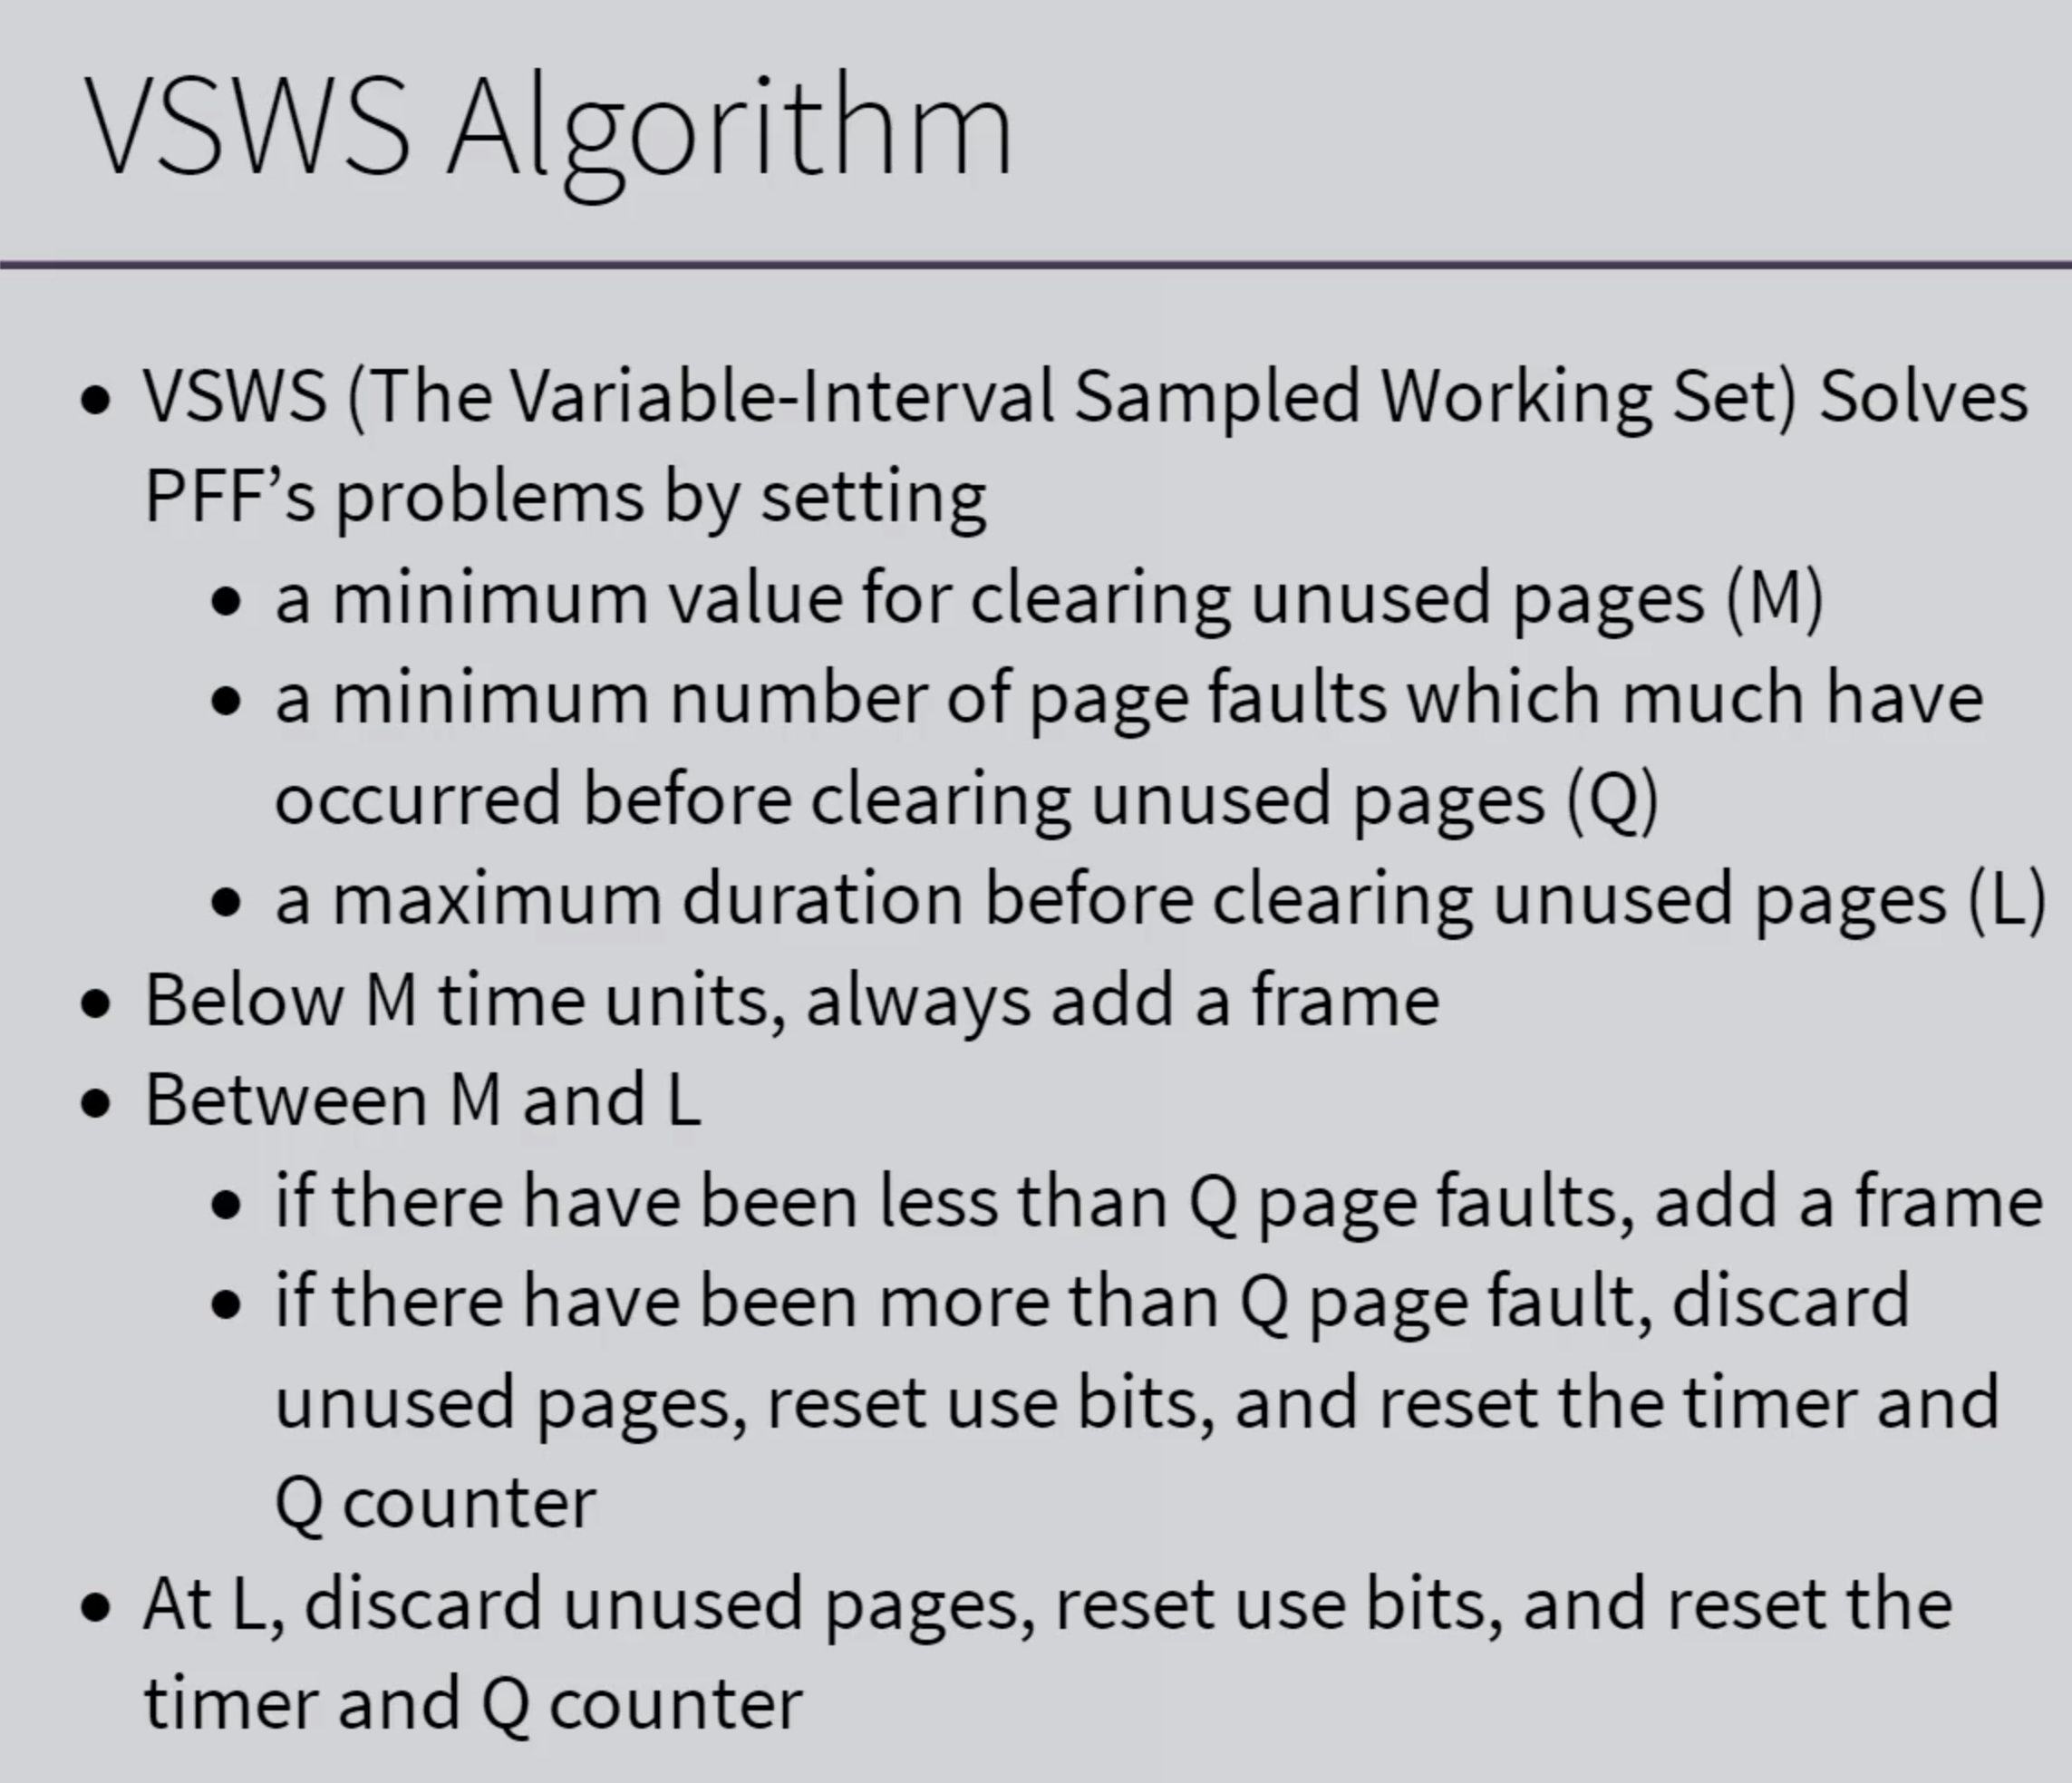 VSWS Algorithm
• VSWS (The Variable-Interval Sampled Working Set) Solves
PFF’s problems by setting
• a minimum value for clearing unused pages (M)
• a minimum number of page faults which much have
occurred before clearing unused pages (Q)
• a maximum duration before clearing unused pages (L)
• Below M time units, always add a frame
• Between M and L
• if there have been less than Q page faults, add a frame
• if there have been more than Q page fault, discard
unused pages, reset use bits, and reset the timer and
Q counter
• At L, discard unused pages, reset use bits, and reset the
timer and Q counter